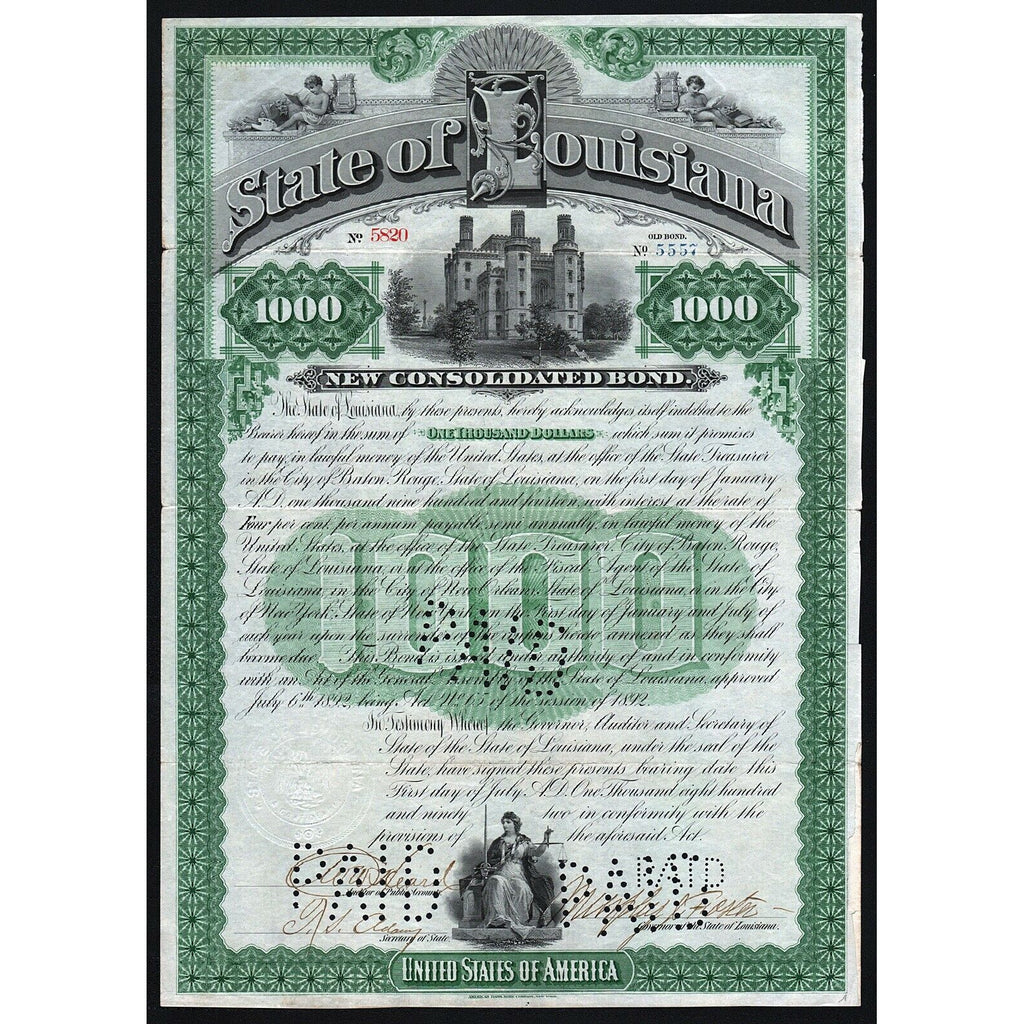 State of Louisiana
No. 5820
OLD BOND.
No. 5557
1000
1000
NEW CONSOLIDATED BOND.
The State of Louisiana, by these presents, hereby acknowledges itself indebted to the
Bearer hereof in the sum of ONE THOUSAND DOLLARS which sum it promises
to pay, in lawful money of the United States, at the office of the State Treasurer
in the City of Baton Rouge, State of Louisiana, on the first day of January
A.D. one thousand nine hundred and fourteen with interest at the rate of
Four per cent. per annum payable semi annually, in lawful money of the
United States, at the office of the State Treasurer, City of Baton Rouge,
State of Louisiana, or at the office of the Fiscal Agent of the State of
Louisiana, in the City of New Orleans, State of Louisiana, or in the City
of New York, State of New York, on the first day of January and July of
each year upon the surrender of the coupons hereto annexed as they shall
become due. This Bond is issued under authority of and in conformity
with an Act of the General Assembly of the State of Louisiana, approved
July 6th 1892, being Act No. of the session of 1892.
In Testimony Whereof the Governor, Auditor and Secretary of
State of the State of Louisiana, under the seal of the
State, have signed these presents bearing date this
First day of July A.D. One Thousand eight hundred
and ninety two in conformity with the
provisions of the aforesaid Act.
PAID
Auditor of Public Accounts
Secretary of State
Murphy J Foster
Governor of the State of Louisiana.
UNITED STATES OF AMERICA
AMERICAN BANK NOTE COMPANY, NEW YORK.